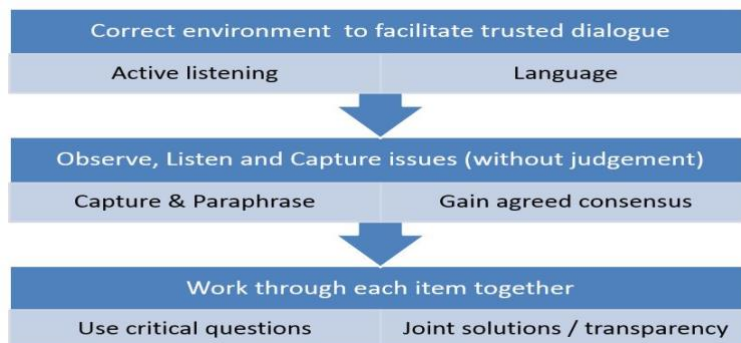 Correct environment to facilitate trusted dialogue
Active listening
Language
Observe, Listen and Capture issues (without judgement)
Capture & Paraphrase
Gain agreed consensus
Work through each item together
Use critical questions
Joint solutions / transparency